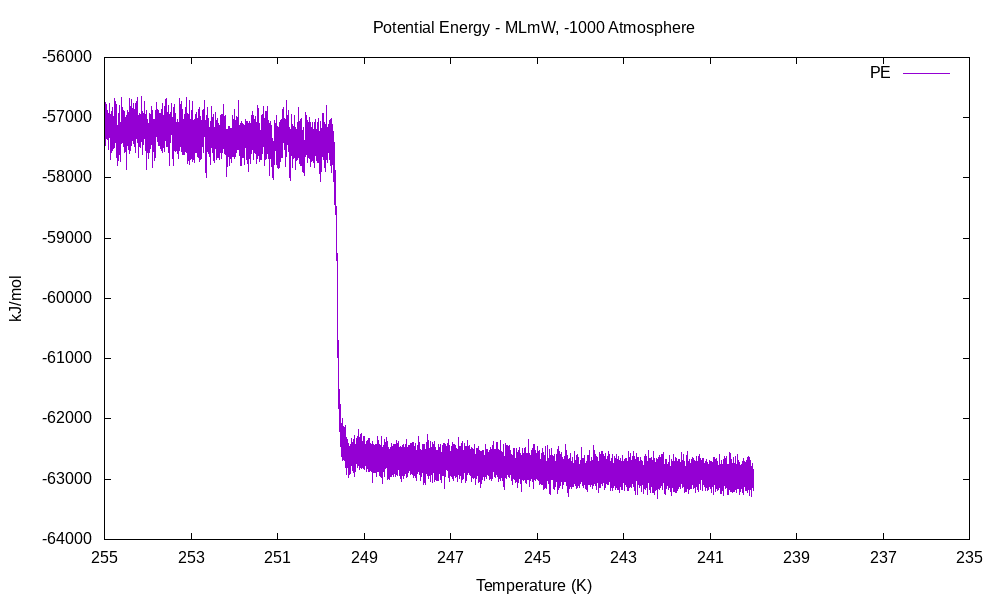 Potential Energy - MLmW, -1000 Atmosphere
-56000
PE
-57000
-58000
-59000
kJ/mol
-60000
-61000
-62000
-63000
-64000
255 253 251 249 247 245 243 241 239 237 235
Temperature (K)